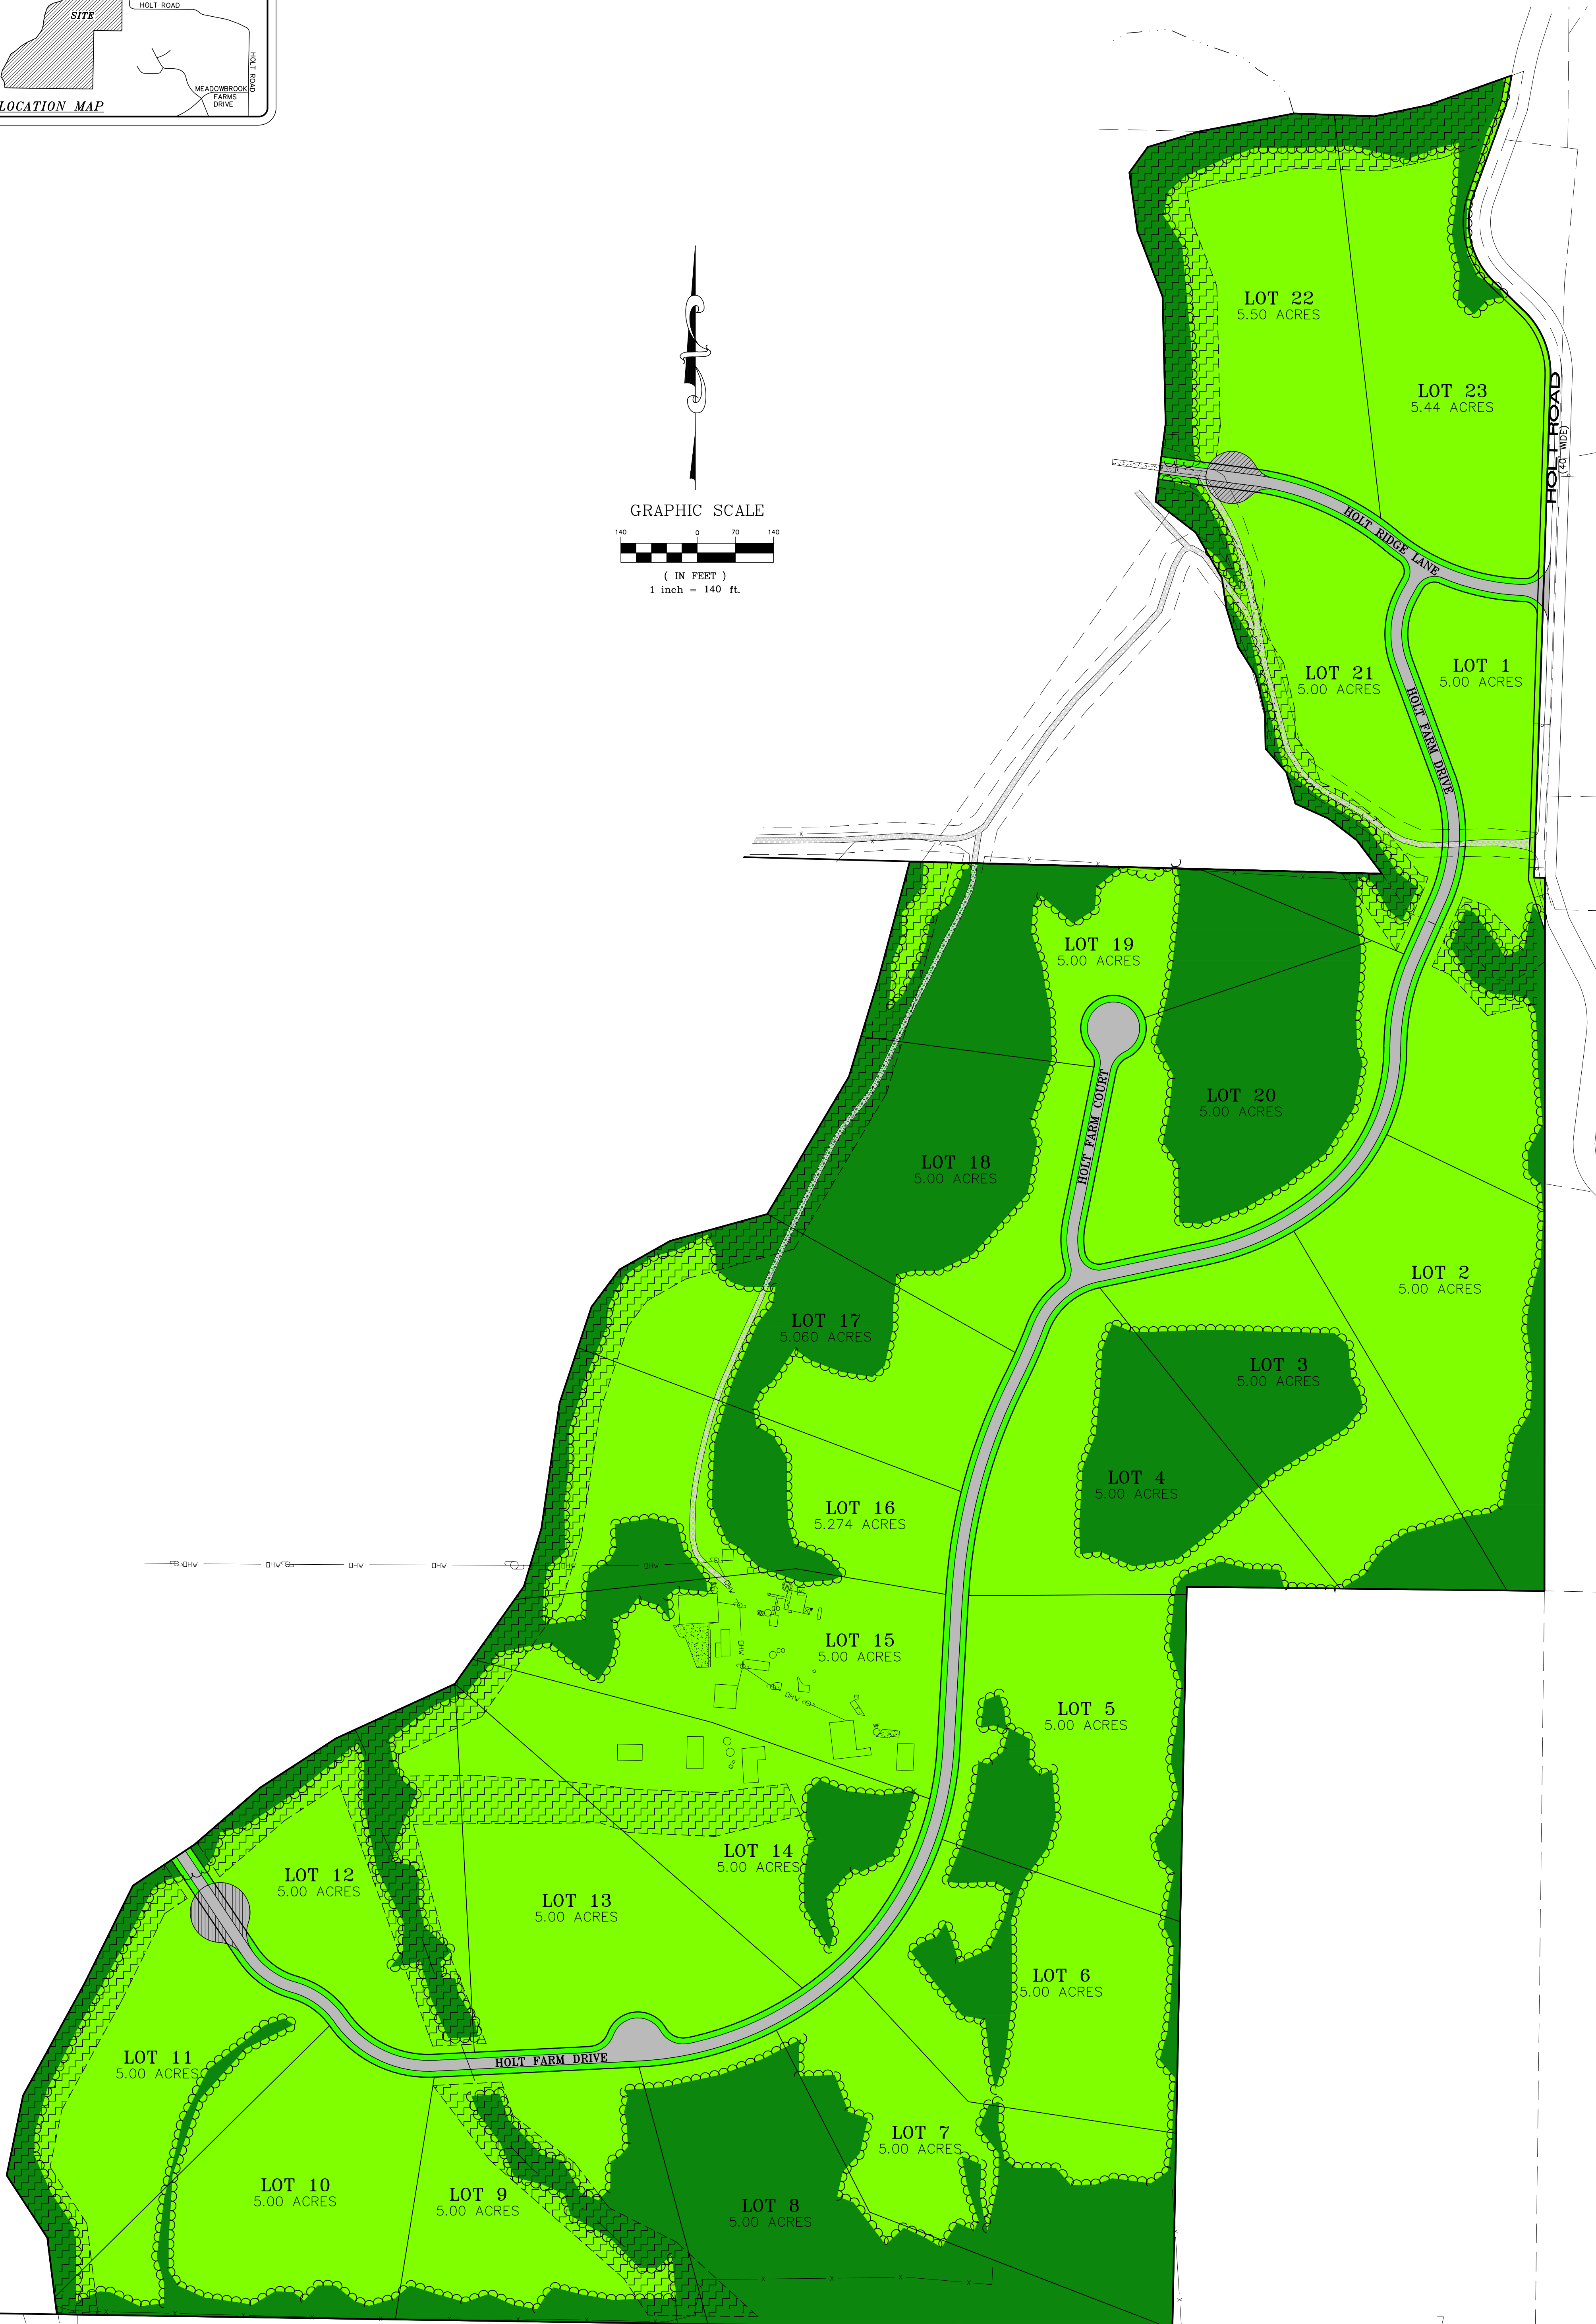 SITE
HOLT ROAD
HOLT ROAD
MEADOWBROOK
FARMS
DRIVE
LOCATION MAP
GRAPHIC SCALE
140 0 70 140
( IN FEET )
1 inch = 140 ft.
LOT 22
5.50 ACRES
LOT 23
5.44 ACRES
HOLT ROAD
(40' WIDE)
HOLT RIDGE LANE
LOT 21
5.00 ACRES
LOT 1
5.00 ACRES
HOLT FARM DRIVE
LOT 19
5.00 ACRES
LOT 20
5.00 ACRES
HOLT FARM COURT
LOT 18
5.00 ACRES
LOT 2
5.00 ACRES
LOT 17
5.060 ACRES
LOT 3
5.00 ACRES
LOT 4
5.00 ACRES
LOT 16
5.274 ACRES
OHW OHW OHW OHW OHW OHW
OHW
OHW
OHW
LOT 15
5.00 ACRES
LOT 5
5.00 ACRES
LOT 14
5.00 ACRES
LOT 12
5.00 ACRES
LOT 13
5.00 ACRES
LOT 6
5.00 ACRES
LOT 11
5.00 ACRES
HOLT FARM DRIVE
LOT 7
5.00 ACRES
LOT 10
5.00 ACRES
LOT 9
5.00 ACRES
LOT 8
5.00 ACRES